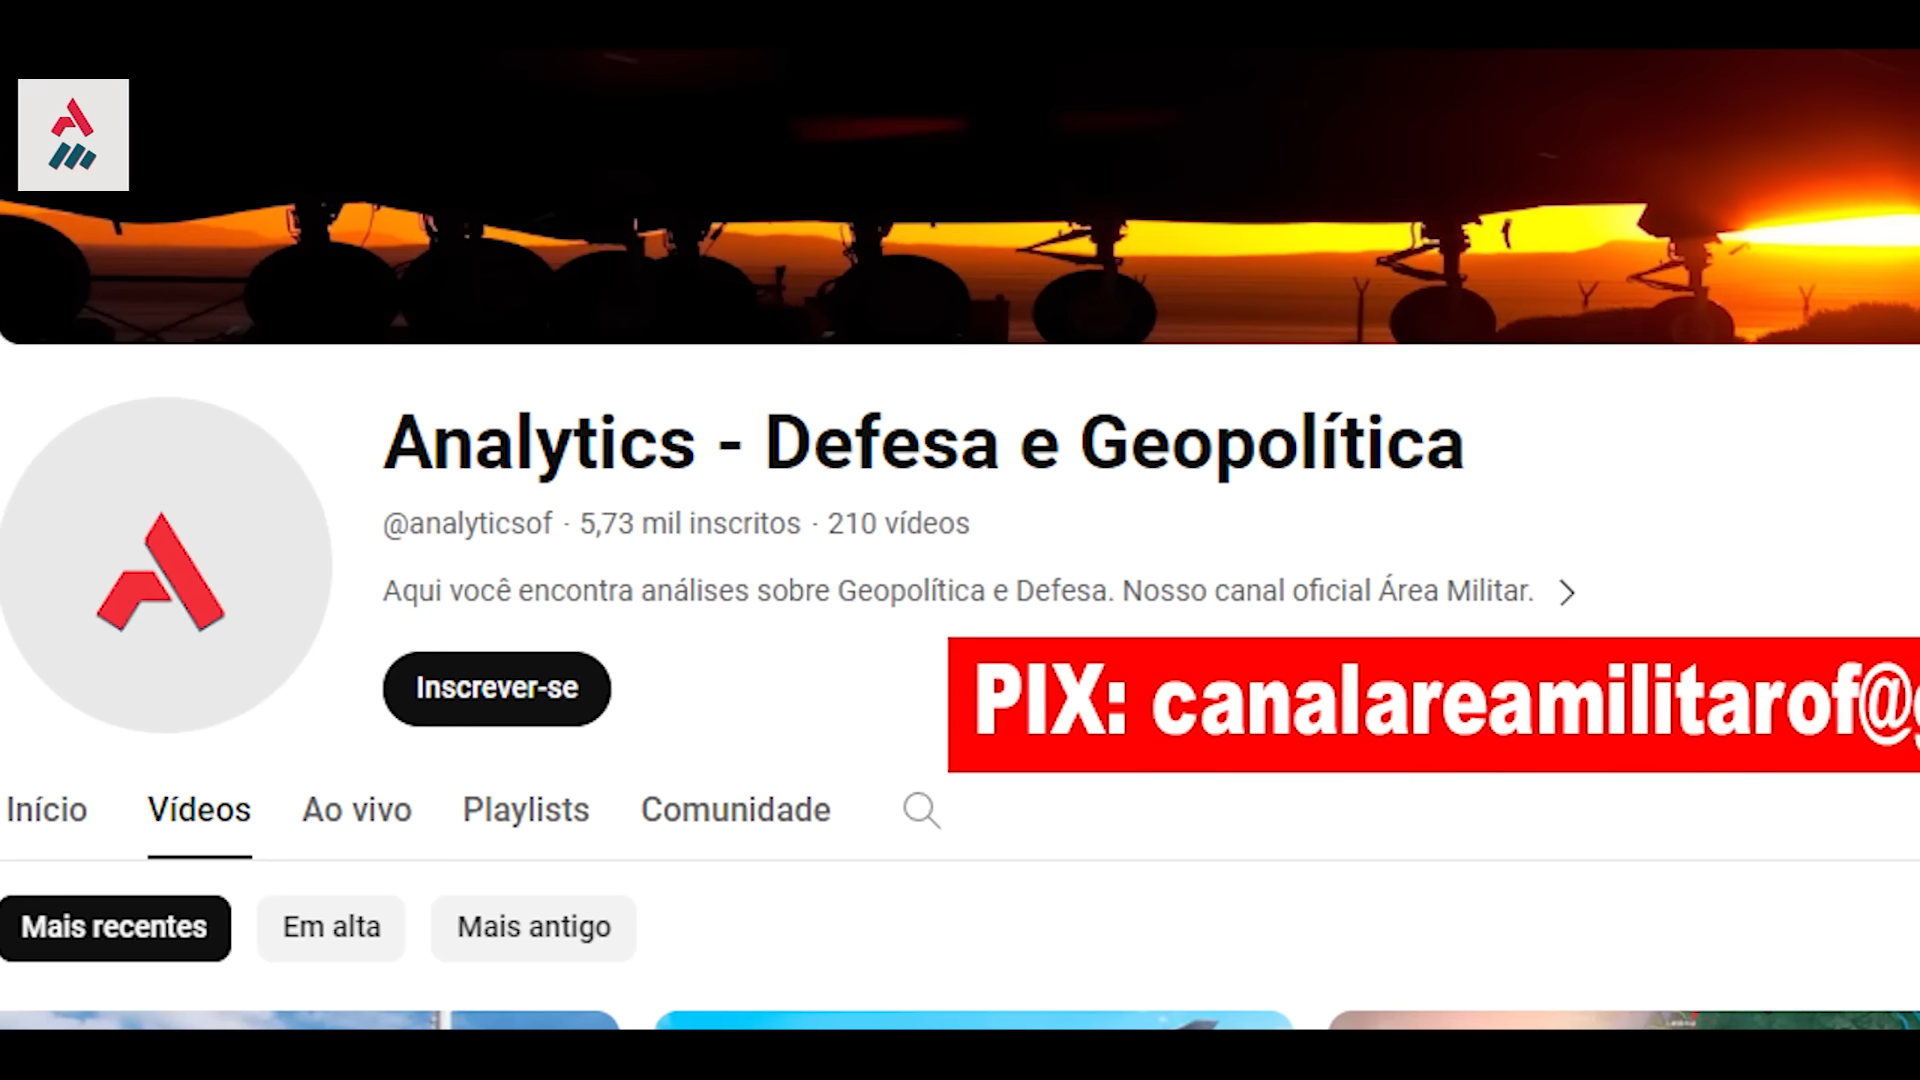 Analytics - Defesa e Geopolítica
@analyticsof · 5,73 mil inscritos · 210 vídeos
Aqui você encontra análises sobre Geopolítica e Defesa. Nosso canal oficial Área Militar.
Inscrever-se
PIX: canalareamilitarof@
Início Vídeos Ao vivo Playlists Comunidade
Mais recentes Em alta Mais antigo